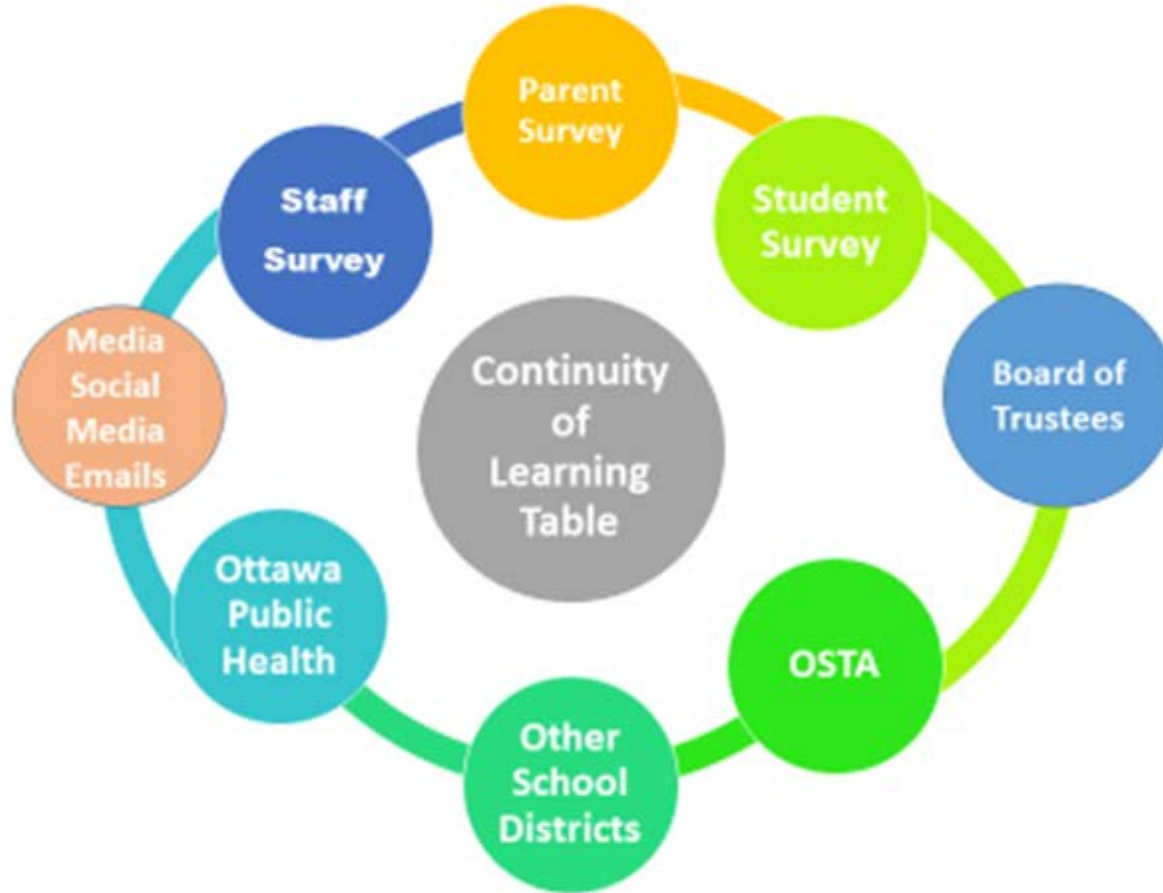 Parent
Survey
Student
Survey
Board of
Trustees
OSTA
Other
School
Districts
Ottawa
Public
Health
Media
Social
Media
Emails
Staff
Survey
Continuity
of
Learning
Table